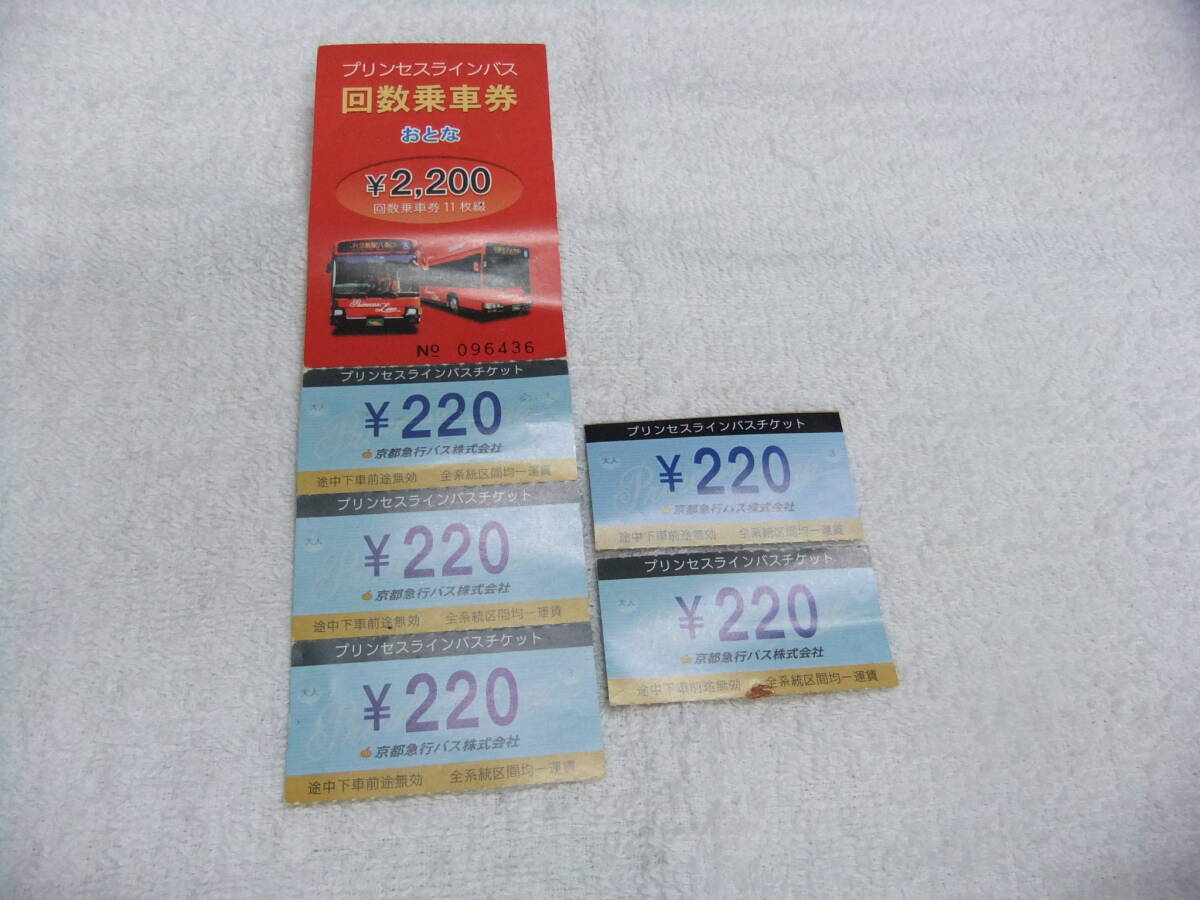 プリンセスラインバス
回数乗車券
おとな
¥2,200
回数乗車券11枚綴
Princess Line
№ 096436
プリンセスラインバスチケット
大人
¥220
京都急行バス株式会社
途中下車前途無効 全系統区間均一運賃
プリンセスラインバスチケット
大人
¥220
京都急行バス株式会社
途中下車前途無効 全系統区間均一運賃
プリンセスラインバスチケット
大人
¥220
京都急行バス株式会社
途中下車前途無効 全系統区間均一運賃
プリンセスラインバスチケット
大人
¥220
京都急行バス株式会社
途中下車前途無効 全系統区間均一運賃
プリンセスラインバスチケット
大人
¥220
京都急行バス株式会社
途中下車前途無効 全系統区間均一運賃